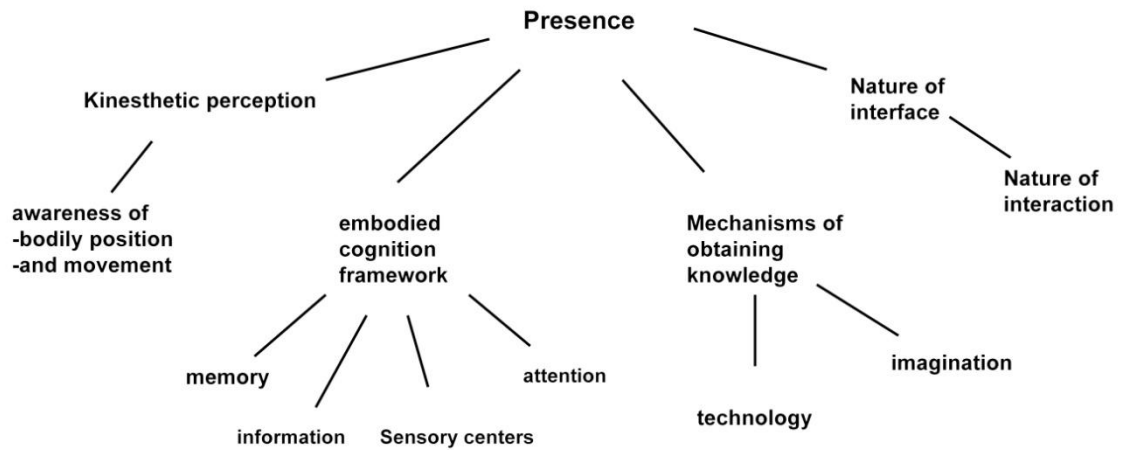 Presence
Kinesthetic perception
Nature of
interface
Nature of
interaction
awareness of
-bodily position
-and movement
embodied
cognition
framework
Mechanisms of
obtaining
knowledge
memory
attention
imagination
information
Sensory centers
technology